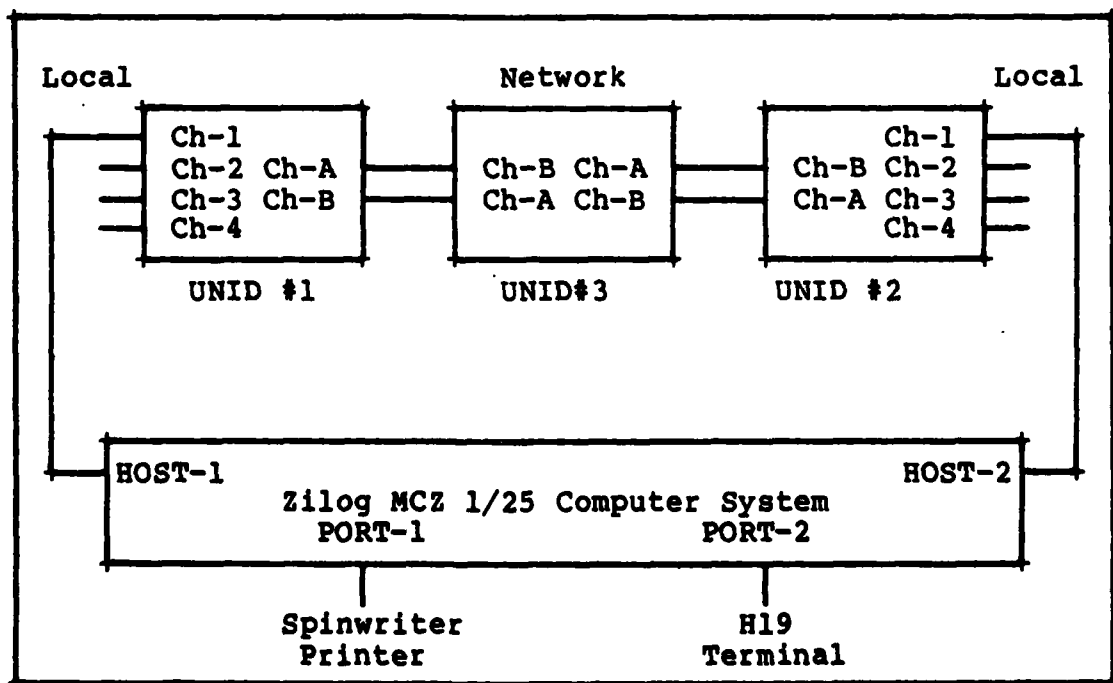 Local Network Local
Ch-1 Ch-1
Ch-2 Ch-A Ch-B Ch-A Ch-B Ch-2
Ch-3 Ch-B Ch-A Ch-B Ch-A Ch-3
Ch-4 Ch-4
UNID #1 UNID#3 UNID #2
HOST-1 HOST-2
Zilog MCZ 1/25 Computer System
PORT-1 PORT-2
Spinwriter H19
Printer Terminal